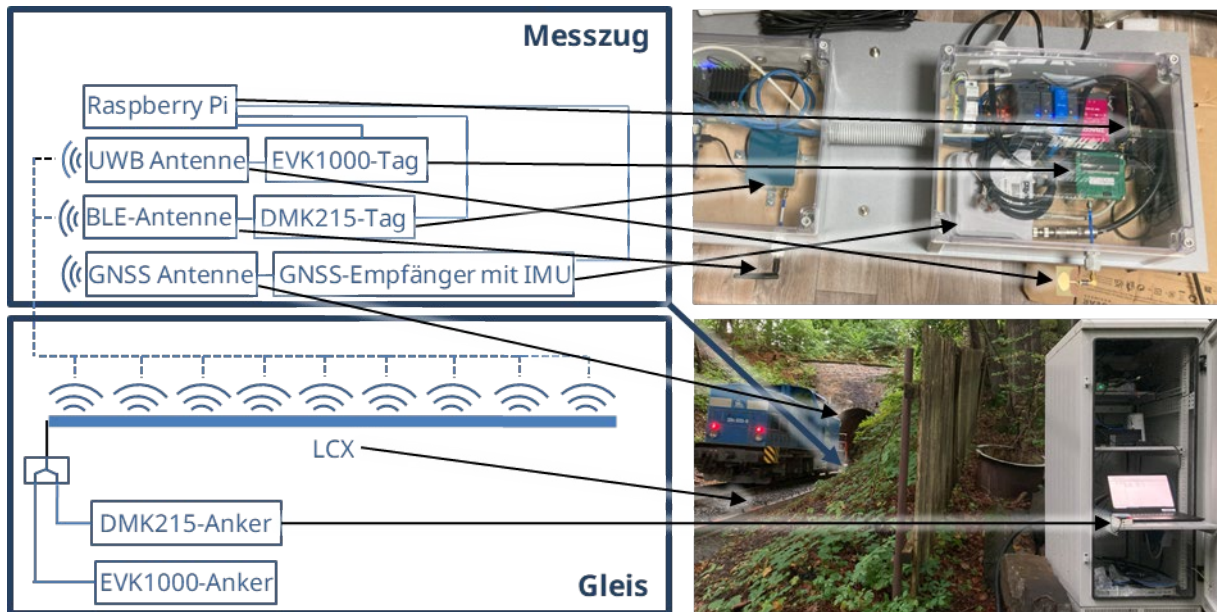 Messzug
Raspberry Pi
UWB Antenne
EVK1000-Tag
BLE-Antenne
DMK215-Tag
GNSS Antenne
GNSS-Empfänger mit IMU
LCX
DMK215-Anker
EVK1000-Anker
Gleis